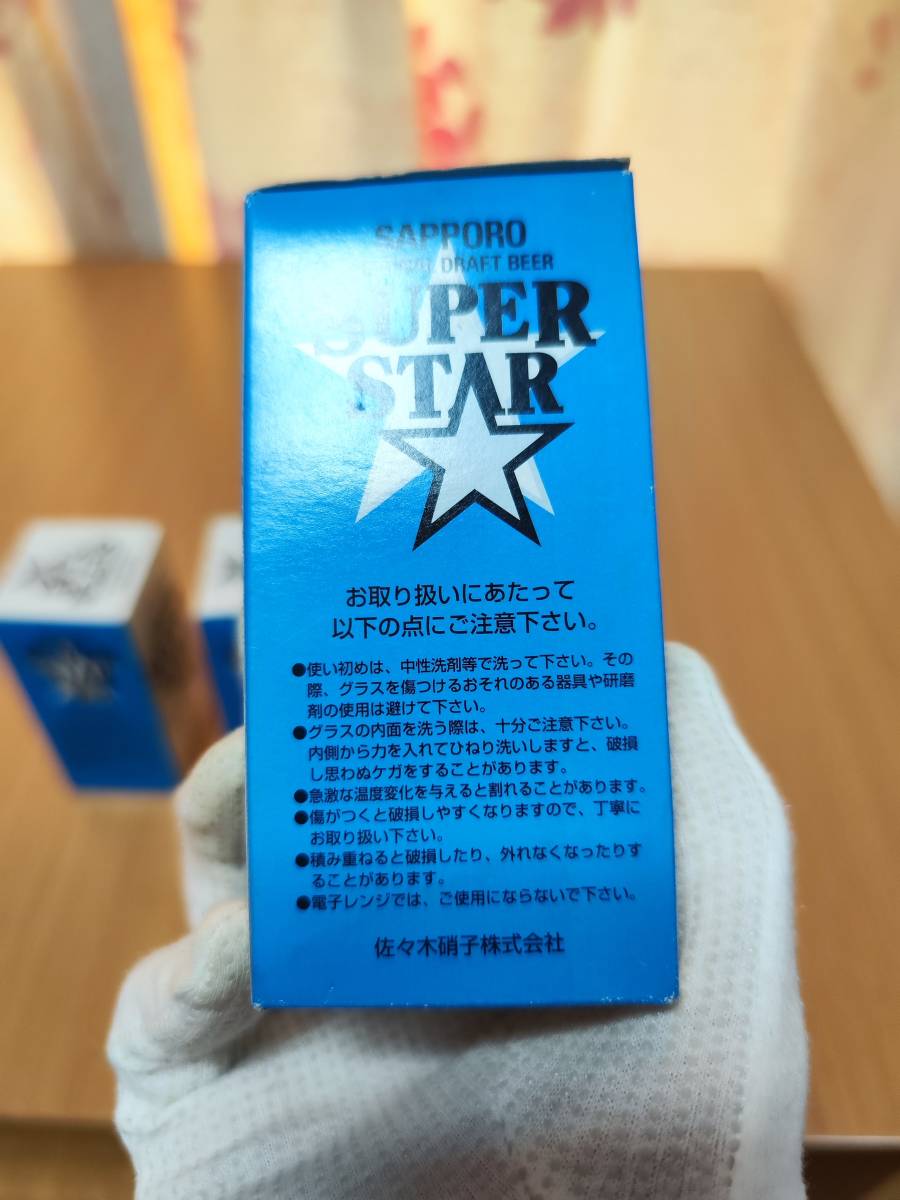 SAPPORO
DRAFT BEER
SUPER
STAR
お取り扱いにあたって
以下の点にご注意下さい。
●使い初めは、中性洗剤等で洗って下さい。その
際、グラスを傷つけるおそれのある器具や研磨
剤の使用は避けて下さい。
●グラスの内面を洗う際は、十分ご注意下さい。
内側から力を入れてひねり洗いしますと、破損
し思わぬケガをすることがあります。
●急激な温度変化を与えると割れることがあります。
●傷がつくと破損しやすくなりますので、丁寧に
お取り扱い下さい。
●積み重ねると破損したり、外れなくなったりす
ることがあります。
●電子レンジでは、ご使用にならないで下さい。
佐々木硝子株式会社